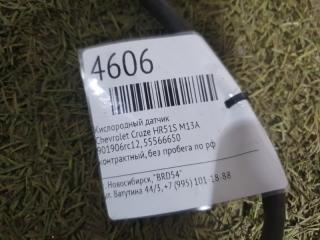 4606
Кислородный датчик
Chevrolet Cruze HR51S M13A
901906rc12, 55566650
контрактный, без пробега по рф
г. Новосибирск, "BRD54"
ул. Ватутина 44/3, +7 (995) 101-18-88